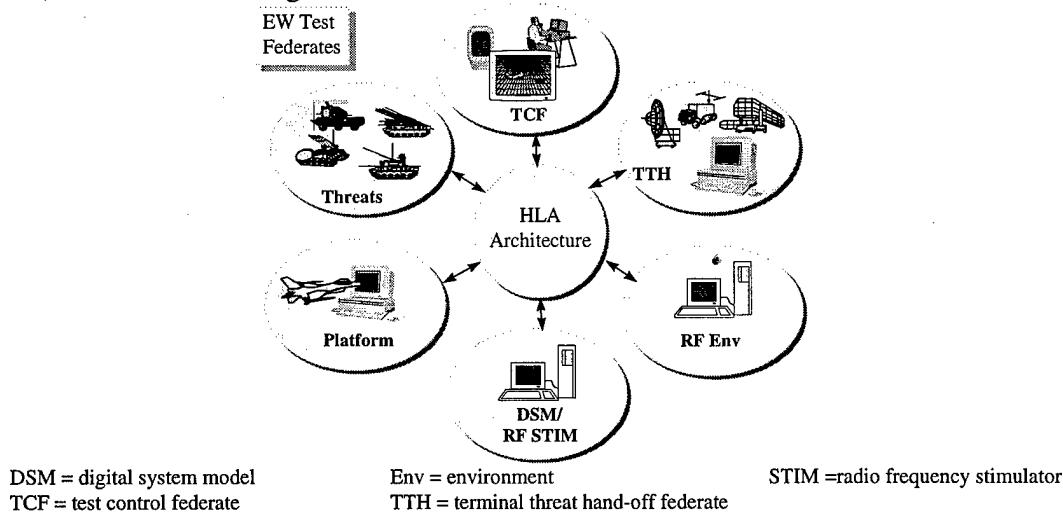 EW Test
Federates
TCF
Threats
TTH
HLA
Architecture
Platform
RF Env
DSM/
RF STIM
DSM = digital system model
Env = environment
STIM =radio frequency stimulator
TCF = test control federate
TTH = terminal threat hand-off federate